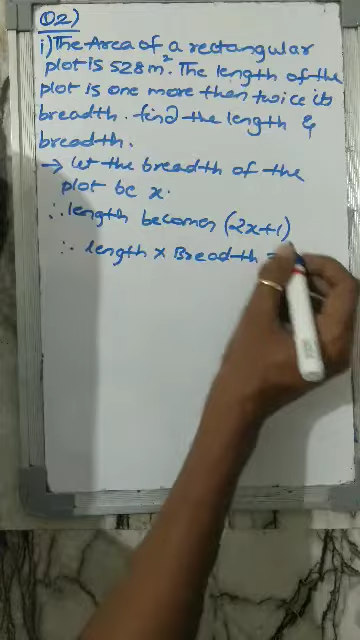 Q2)
i) The Area of a rectangular
plot is 528 m². The length of the
plot is one more then twice its
breadth. find the length &
breadth.
→ let the breadth of the
plot be x.
∴ length becomes (2x+1)
∴ length × Breadth =